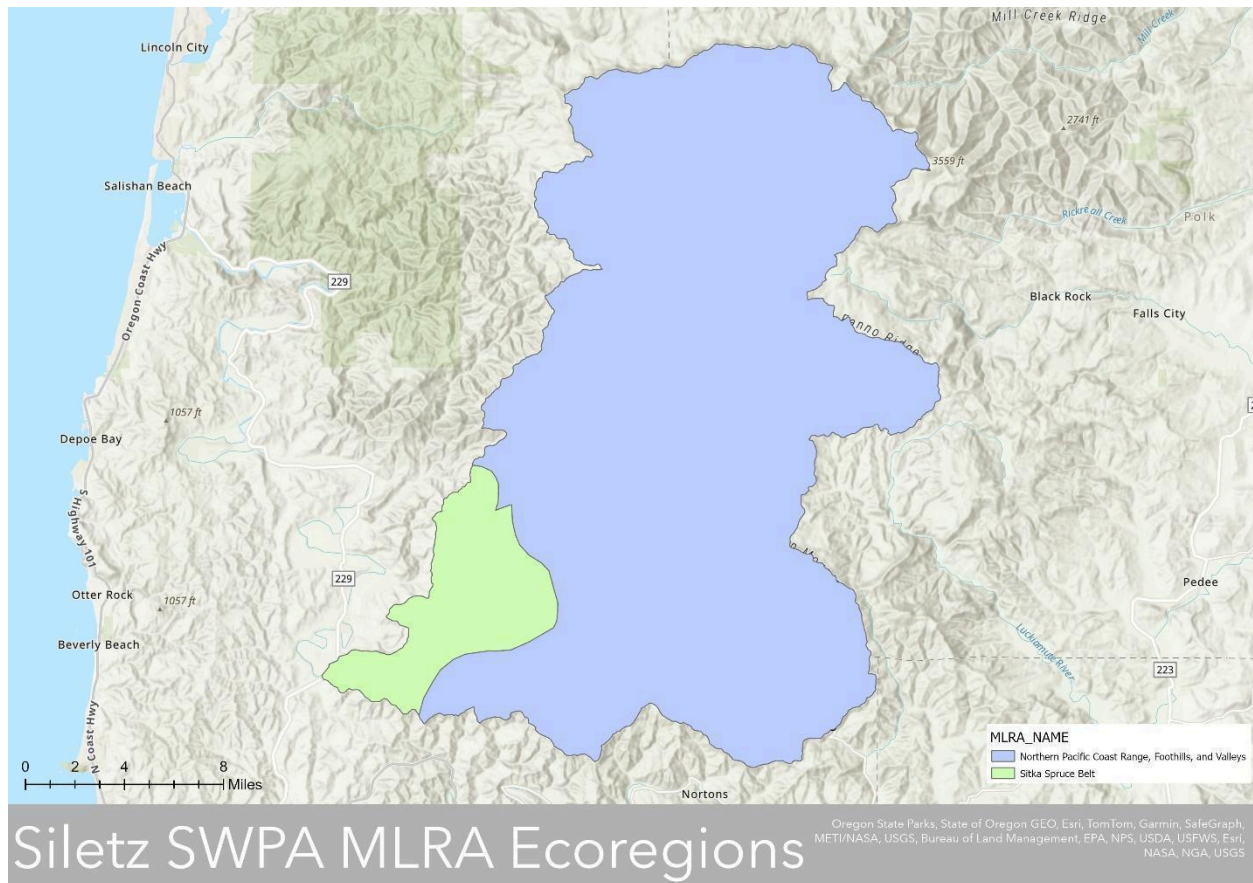 Mill Creek Ridge
Mill Creek
Lincoln City
2741 ft
3559 ft
Salishan Beach
Rickreall Creek
Polk
Oregon Coast Hwy
229
Black Rock
Falls City
Fanno Ridge
1057 ft
Depoe Bay
S Highway 101
229
Otter Rock
1057 ft
Pedee
Beverly Beach
Luckiamute River
223
N Coast Hwy
MLRA_NAME
Northern Pacific Coast Range, Foothills, and Valleys
Sitka Spruce Belt
0 2 4 8
Miles
Nortons
Siletz SWPA MLRA Ecoregions
Oregon State Parks, State of Oregon GEO, Esri, TomTom, Garmin, SafeGraph,
METI/NASA, USGS, Bureau of Land Management, EPA, NPS, USDA, USFWS, Esri,
NASA, NGA, USGS